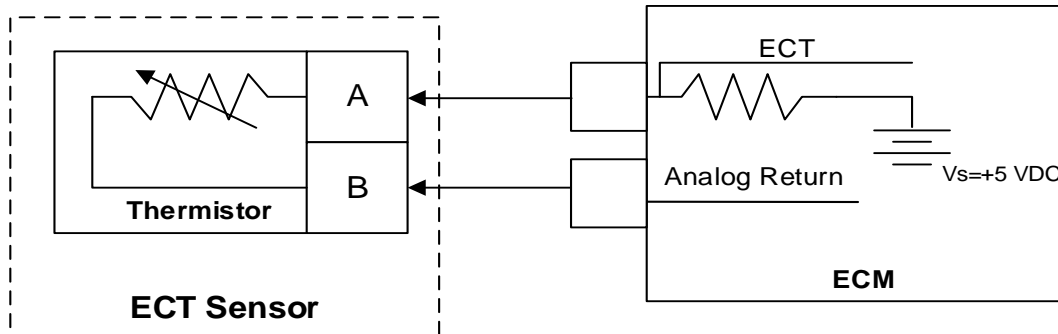 ECT
A
B
Analog Return
Vs=+5 VDC
Thermistor
ECM
ECT Sensor